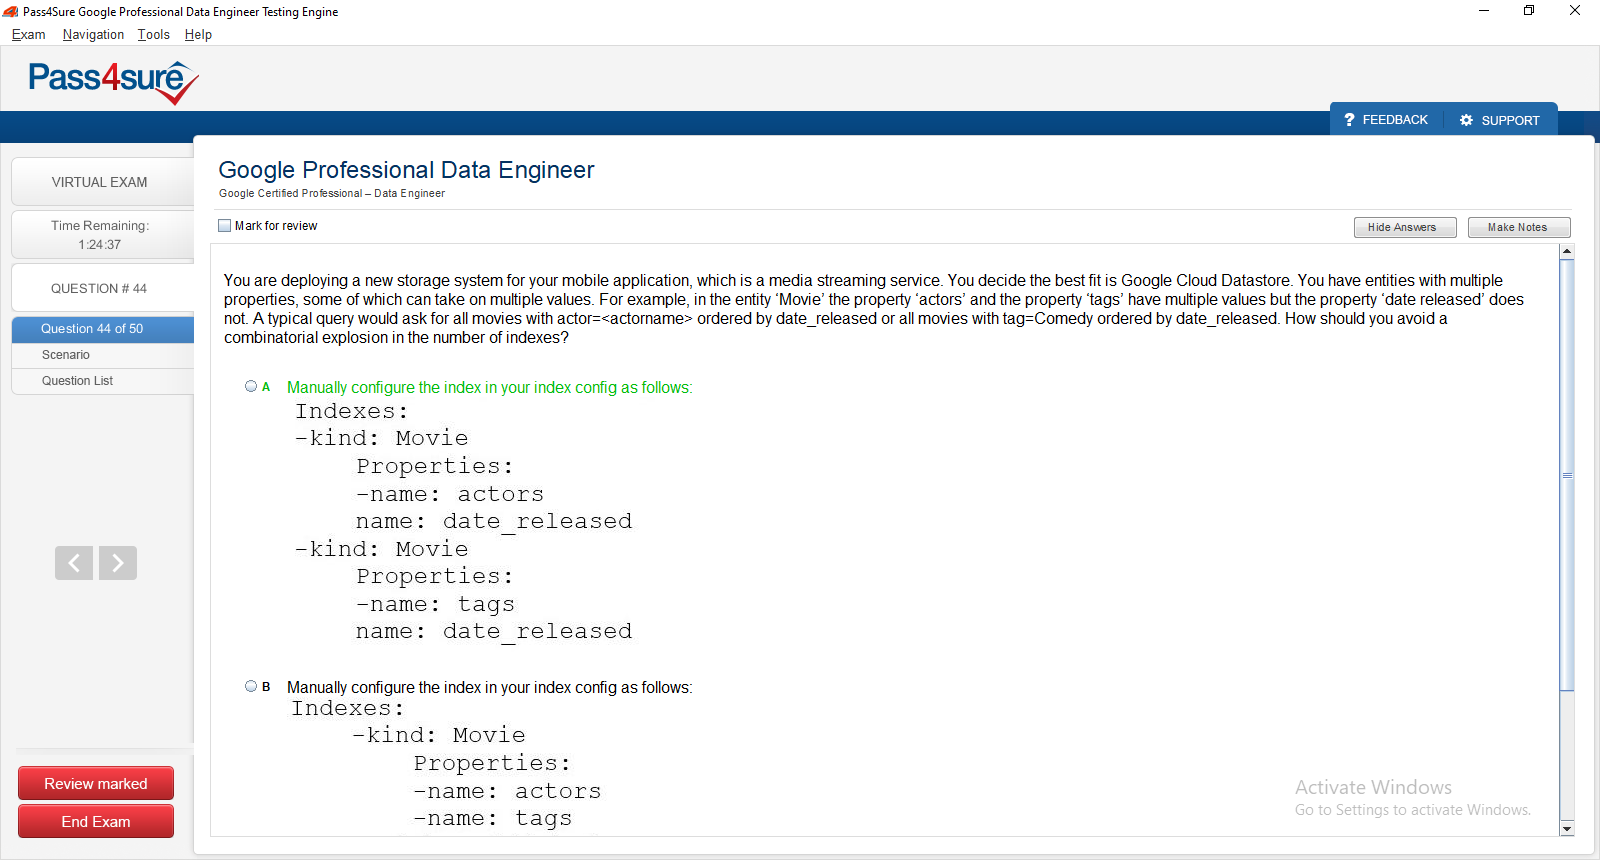 Pass4Sure Google Professional Data Engineer Testing Engine
Exam Navigation Tools Help
Pass4sure
? FEEDBACK SUPPORT
VIRTUAL EXAM
Time Remaining:
1:24:37
QUESTION # 44
Question 44 of 50
Scenario
Question List
Review marked
End Exam
Google Professional Data Engineer
Google Certified Professional – Data Engineer
Mark for review
Hide Answers Make Notes
You are deploying a new storage system for your mobile application, which is a media streaming service. You decide the best fit is Google Cloud Datastore. You have entities with multiple
properties, some of which can take on multiple values. For example, in the entity ‘Movie’ the property ‘actors’ and the property ‘tags’ have multiple values but the property ‘date released’ does
not. A typical query would ask for all movies with actor=<actorname> ordered by date_released or all movies with tag=Comedy ordered by date_released. How should you avoid a
combinatorial explosion in the number of indexes?
A Manually configure the index in your index config as follows:
Indexes:
-kind: Movie
Properties:
-name: actors
name: date_released
-kind: Movie
Properties:
-name: tags
name: date_released
B Manually configure the index in your index config as follows:
Indexes:
-kind: Movie
Properties:
-name: actors
-name: tags
Activate Windows
Go to Settings to activate Windows.